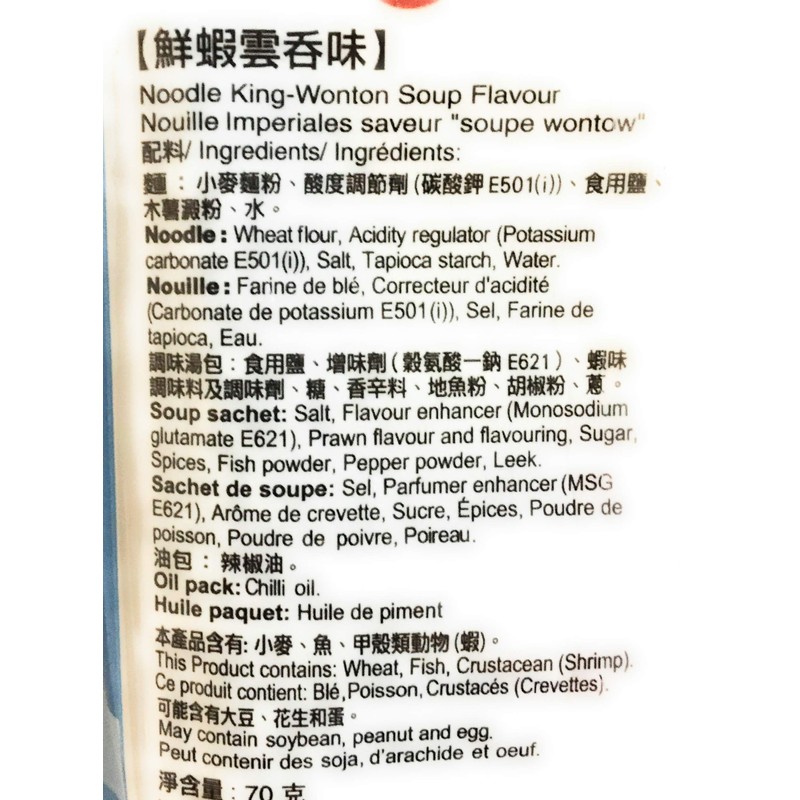 【鮮蝦雲吞味】
Noodle King-Wonton Soup Flavour
Nouille Imperiales saveur "soupe wontow"
配料/ Ingredients/ Ingrédients:
麵：小麥麵粉、酸度調節劑(碳酸鉀E501(i))、食用鹽、
木薯澱粉、水。
Noodle: Wheat flour, Acidity regulator (Potassium
carbonate E501(i)), Salt, Tapioca starch, Water.
Nouille: Farine de blé, Correcteur d'acidité
(Carbonate de potassium E501(i)), Sel, Farine de
tapioca, Eau.
調味湯包：食用鹽、增味劑(穀氨酸一鈉E621)、蝦味
調味料及調味劑、糖、香辛料、地魚粉、胡椒粉、蔥。
Soup sachet: Salt, Flavour enhancer (Monosodium
glutamate E621), Prawn flavour and flavouring, Sugar,
Spices, Fish powder, Pepper powder, Leek.
Sachet de soupe: Sel, Parfumer enhancer (MSG
E621), Arôme de crevette, Sucre, Épices, Poudre de
poisson, Poudre de poivre, Poireau.
油包：辣椒油。
Oil pack: Chilli oil.
Huile paquet: Huile de piment
本產品含有:小麥、魚、甲殼類動物(蝦)。
This Product contains: Wheat, Fish, Crustacean (Shrimp).
Ce produit contient: Blé,Poisson, Crustacés (Crevettes).
可能含有大豆、花生和蛋。
May contain soybean, peanut and egg.
Peut contenir des soja, d'arachide et oeuf.
淨含量：70 克